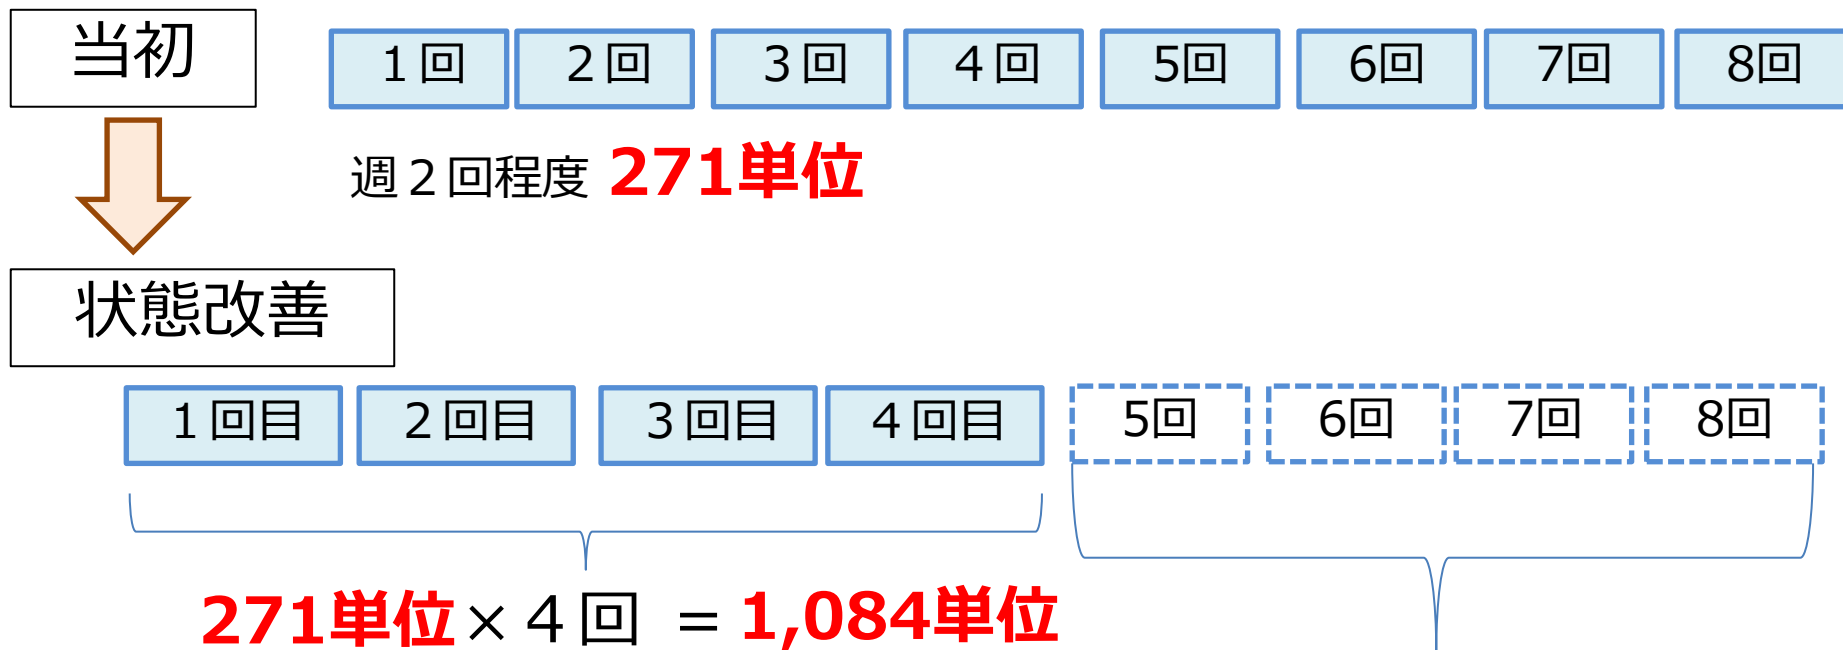 当初
１回 ２回 ３回 ４回 5回 6回 7回 8回
週２回程度 271単位
状態改善
１回目 ２回目 ３回目 ４回目 5回 6回 7回 8回
271単位×４回 ＝1,084単位